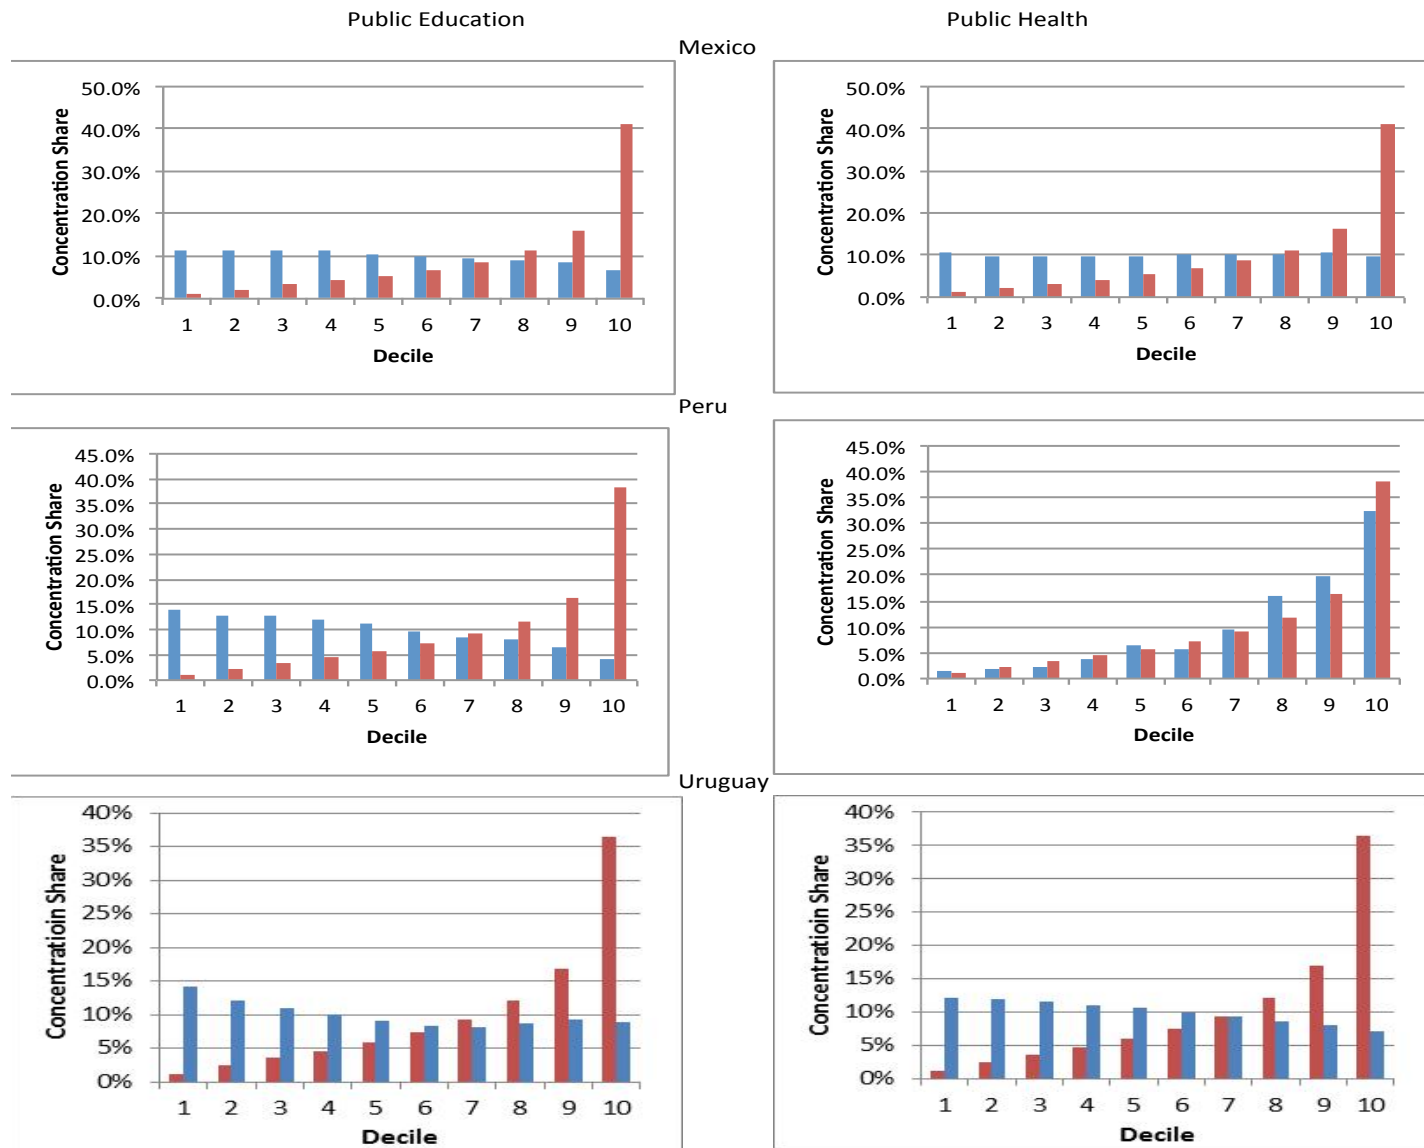 Public Education
Public Health
Mexico
Concentration Share
50.0%
40.0%
30.0%
20.0%
10.0%
0.0%
1 2 3 4 5 6 7 8 9 10
Decile
Concentration Share
50.0%
40.0%
30.0%
20.0%
10.0%
0.0%
1 2 3 4 5 6 7 8 9 10
Decile
Peru
Concentration Share
45.0%
40.0%
35.0%
30.0%
25.0%
20.0%
15.0%
10.0%
5.0%
0.0%
1 2 3 4 5 6 7 8 9 10
Decile
Concentration Share
45.0%
40.0%
35.0%
30.0%
25.0%
20.0%
15.0%
10.0%
5.0%
0.0%
1 2 3 4 5 6 7 8 9 10
Decile
Uruguay
Concentratioin Share
40%
35%
30%
25%
20%
15%
10%
5%
0%
1 2 3 4 5 6 7 8 9 10
Decile
Concentratioin Share
40%
35%
30%
25%
20%
15%
10%
5%
0%
1 2 3 4 5 6 7 8 9 10
Decile